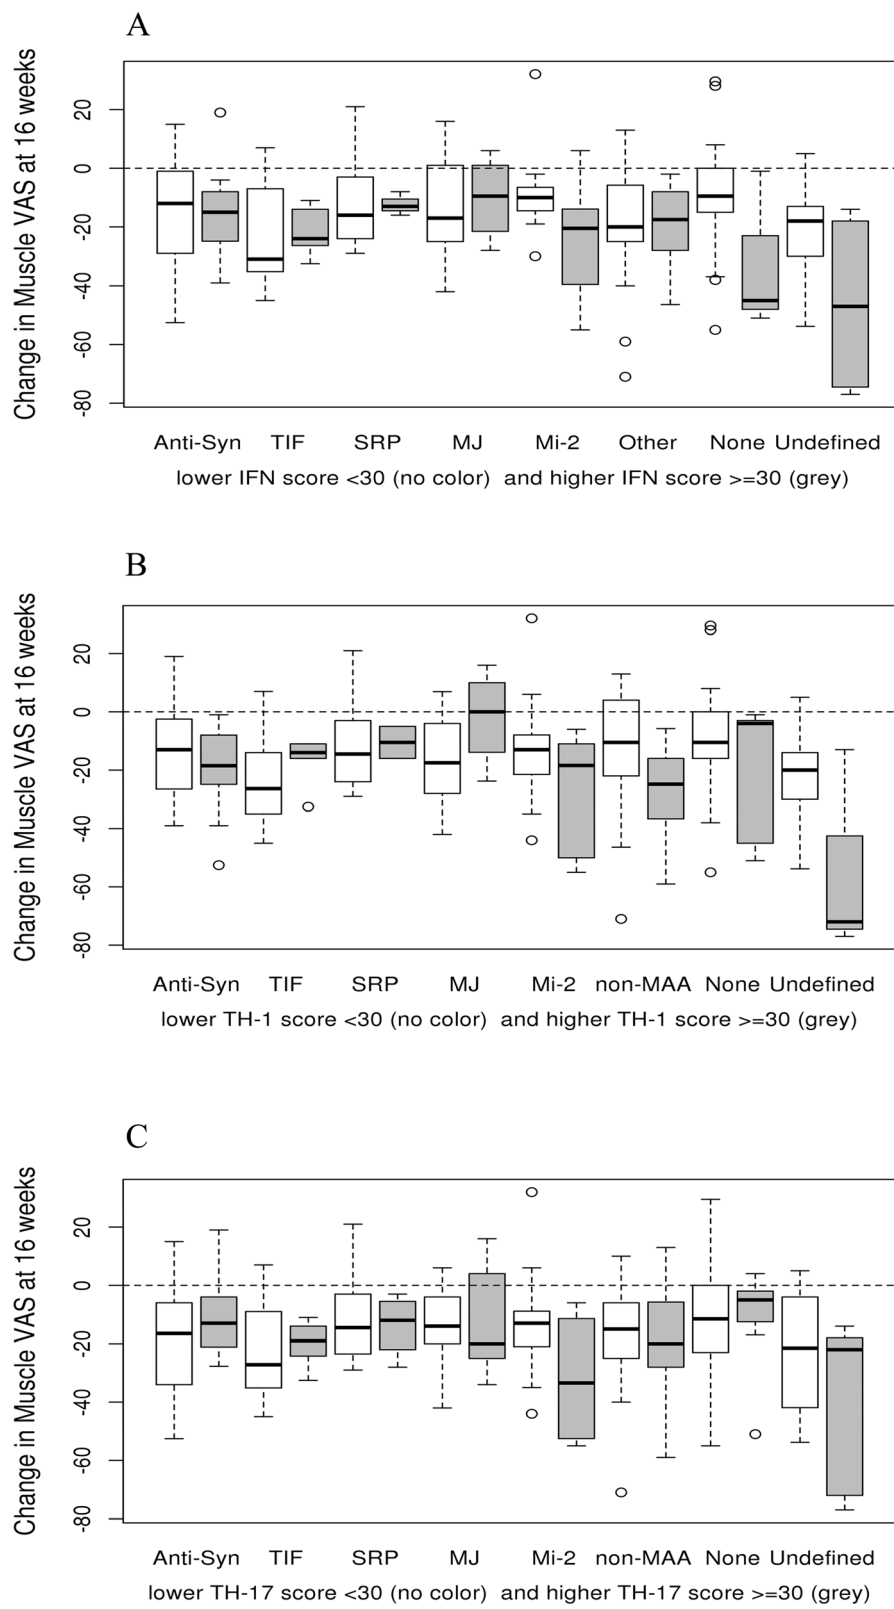 A
Change in Muscle VAS at 16 weeks
20
0
-20
-40
-60
-80
Anti-Syn TIF SRP MJ Mi-2 Other None Undefined
lower IFN score <30 (no color) and higher IFN score >=30 (grey)
B
Change in Muscle VAS at 16 weeks
20
0
-20
-40
-60
-80
Anti-Syn TIF SRP MJ Mi-2 non-MAA None Undefined
lower TH-1 score <30 (no color) and higher TH-1 score >=30 (grey)
C
Change in Muscle VAS at 16 weeks
20
0
-20
-40
-60
-80
Anti-Syn TIF SRP MJ Mi-2 non-MAA None Undefined
lower TH-17 score <30 (no color) and higher TH-17 score >=30 (grey)